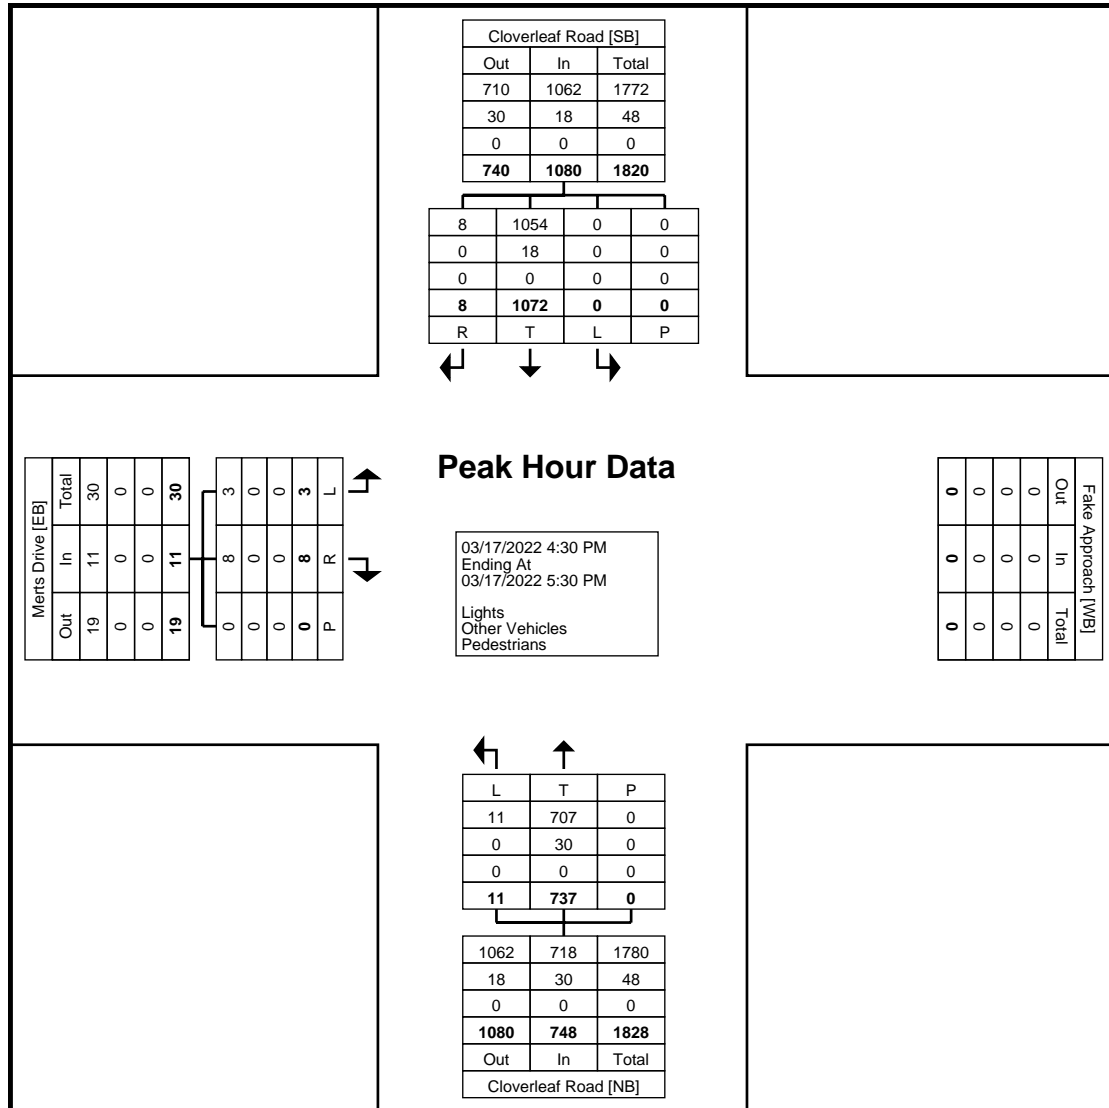 Cloverleaf Road [SB]
Out In Total
710 1062 1772
30 18 48
0 0 0
740 1080 1820
8 1054 0 0
0 18 0 0
0 0 0 0
8 1072 0 0
R T L P
Peak Hour Data
Merts Drive [EB]
Total In Out
30 11 19
0 0 0
0 0 0
30 11 19
3 8 0
0 0 0
0 0 0
3 8 0
L R P
03/17/2022 4:30 PM
Ending At
03/17/2022 5:30 PM
Lights
Other Vehicles
Pedestrians
Fake Approach [WB]
Out In Total
0 0 0
0 0 0
0 0 0
0 0 0
L T P
11 707 0
0 30 0
0 0 0
11 737 0
1062 718 1780
18 30 48
0 0 0
1080 748 1828
Out In Total
Cloverleaf Road [NB]